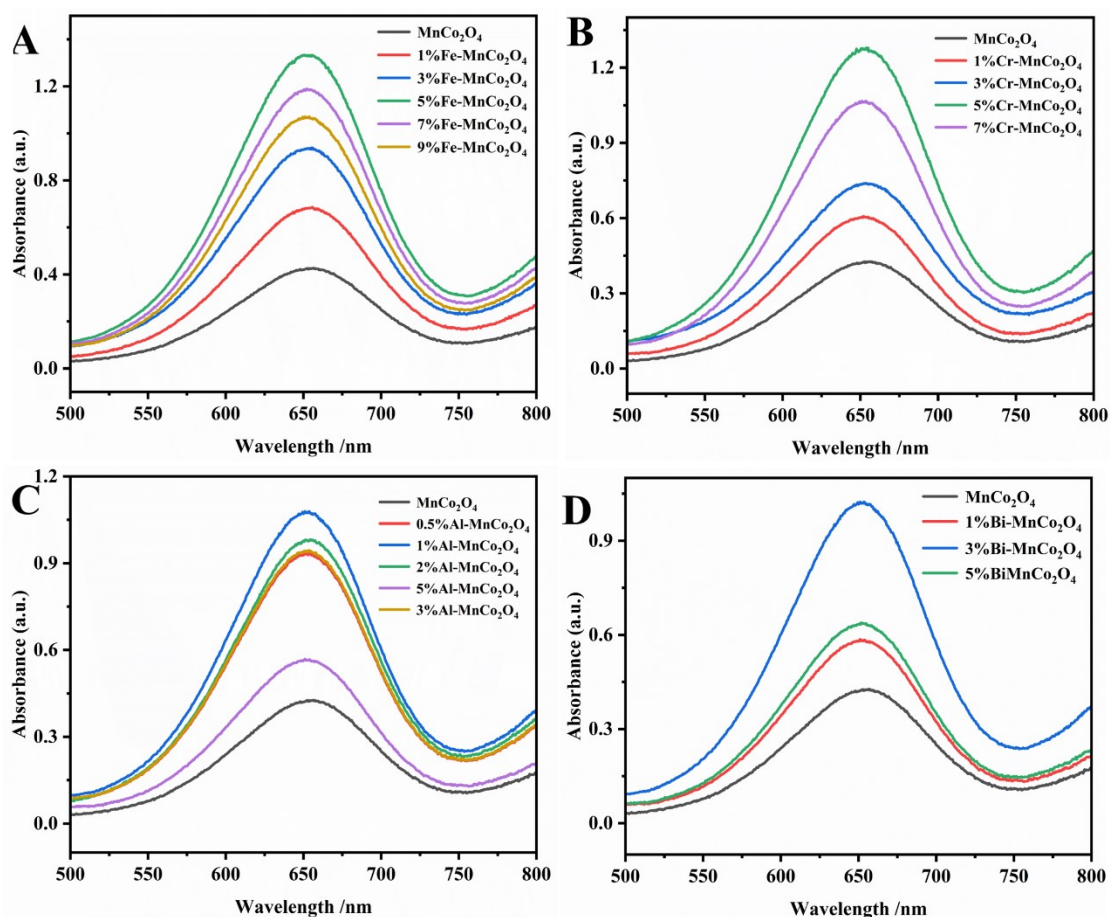 A
MnCo₂O₄
1%Fe-MnCo₂O₄
3%Fe-MnCo₂O₄
5%Fe-MnCo₂O₄
7%Fe-MnCo₂O₄
9%Fe-MnCo₂O₄
Absorbance (a.u.)
1.2
0.8
0.4
0.0
500 550 600 650 700 750 800
Wavelength /nm
B
MnCo₂O₄
1%Cr-MnCo₂O₄
3%Cr-MnCo₂O₄
5%Cr-MnCo₂O₄
7%Cr-MnCo₂O₄
Absorbance (a.u.)
1.2
0.9
0.6
0.3
0.0
500 550 600 650 700 750 800
Wavelength /nm
C
MnCo₂O₄
0.5%Al-MnCo₂O₄
1%Al-MnCo₂O₄
2%Al-MnCo₂O₄
5%Al-MnCo₂O₄
3%Al-MnCo₂O₄
Absorbance (a.u.)
1.2
0.9
0.6
0.3
0.0
500 550 600 650 700 750 800
Wavelength /nm
D
MnCo₂O₄
1%Bi-MnCo₂O₄
3%Bi-MnCo₂O₄
5%BiMnCo₂O₄
Absorbance (a.u.)
0.9
0.6
0.3
0.0
500 550 600 650 700 750 800
Wavelength /nm